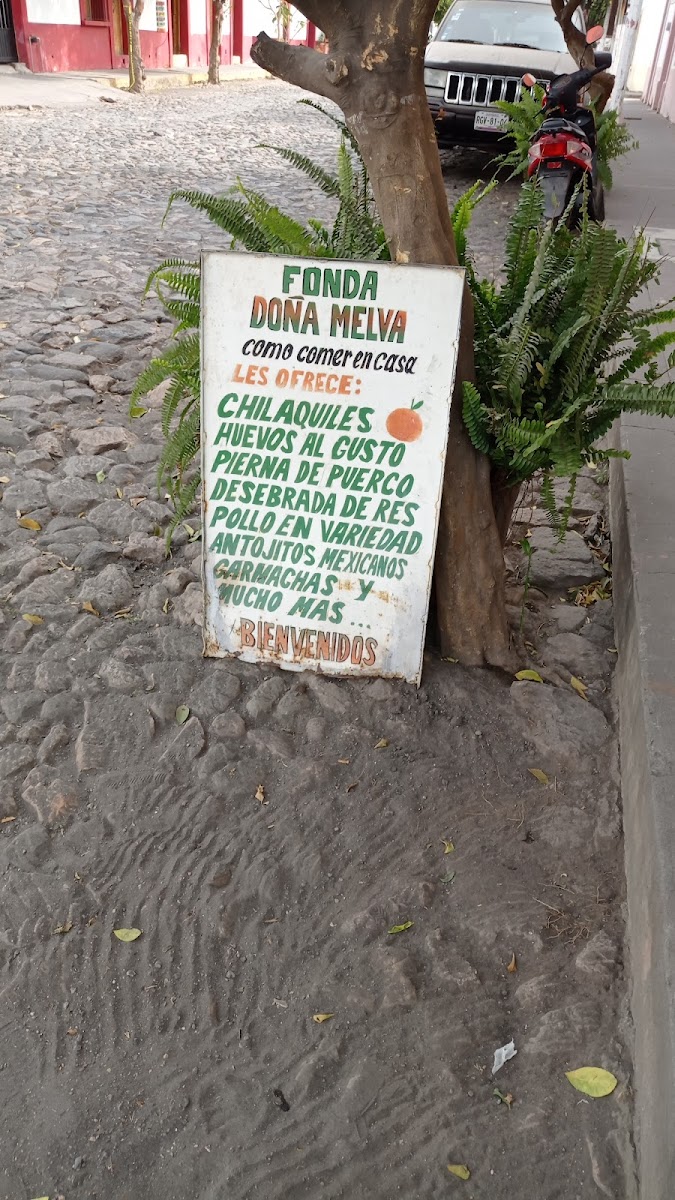 FONDA
DOÑA MELVA
como comer en casa
LES OFRECE:
CHILAQUILES
HUEVOS AL GUSTO
PIERNA DE PUERCO
DESEBRADA DE RES
POLLO EN VARIEDAD
ANTOJITOS MEXICANOS
GARNACHAS Y
MUCHO MAS...
BIENVENIDOS